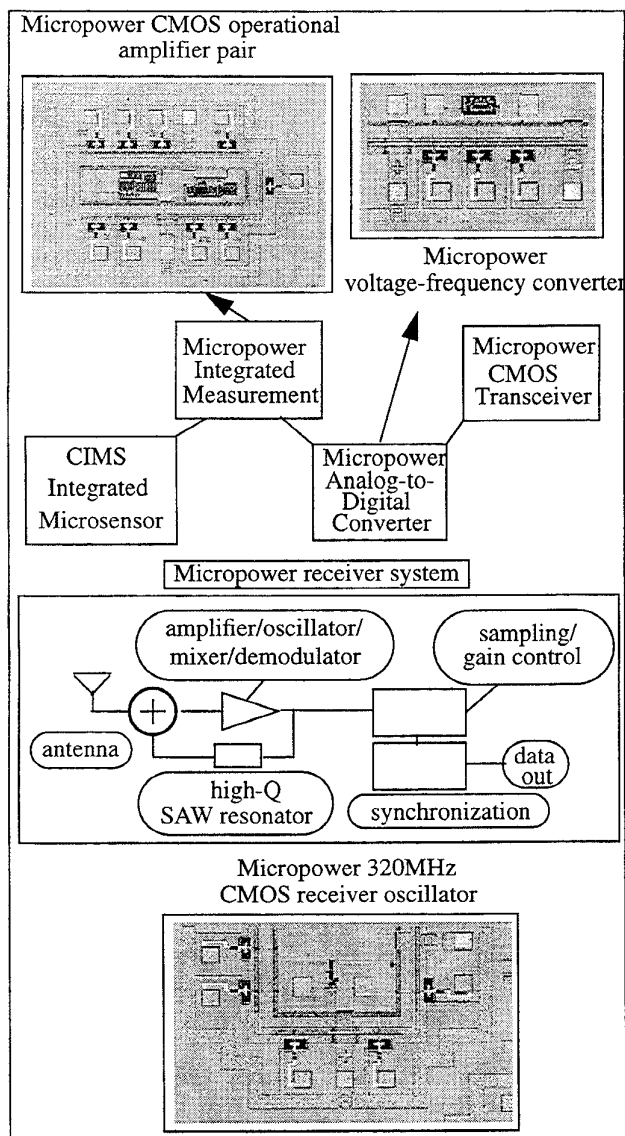 Micropower CMOS operational
amplifier pair
Micropower
voltage-frequency converter
Micropower
Integrated
Measurement
Micropower
CMOS
Transceiver
CIMS
Integrated
Microsensor
Micropower
Analog-to-
Digital
Converter
Micropower receiver system
amplifier/oscillator/
mixer/demodulator
sampling/
gain control
antenna
high-Q
SAW resonator
data
out
synchronization
Micropower 320MHz
CMOS receiver oscillator